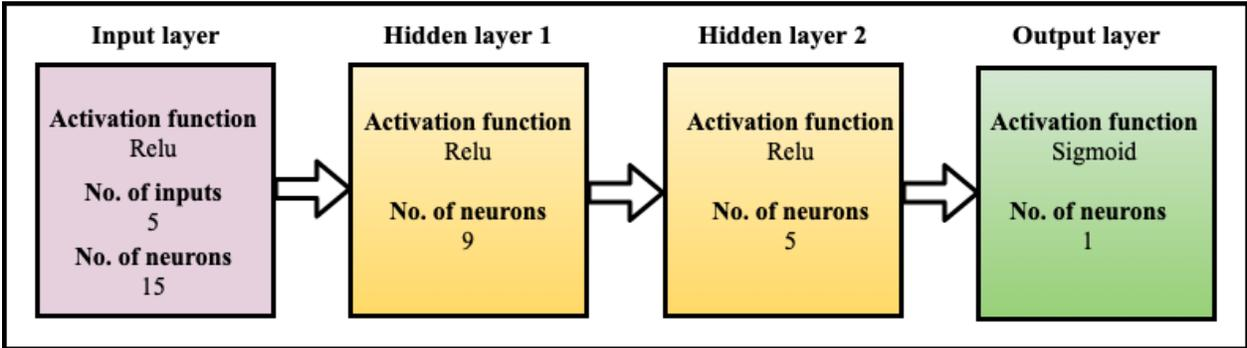 Input layer
Activation function
Relu
No. of inputs
5
No. of neurons
15
Hidden layer 1
Activation function
Relu
No. of neurons
9
Hidden layer 2
Activation function
Relu
No. of neurons
5
Output layer
Activation function
Sigmoid
No. of neurons
1